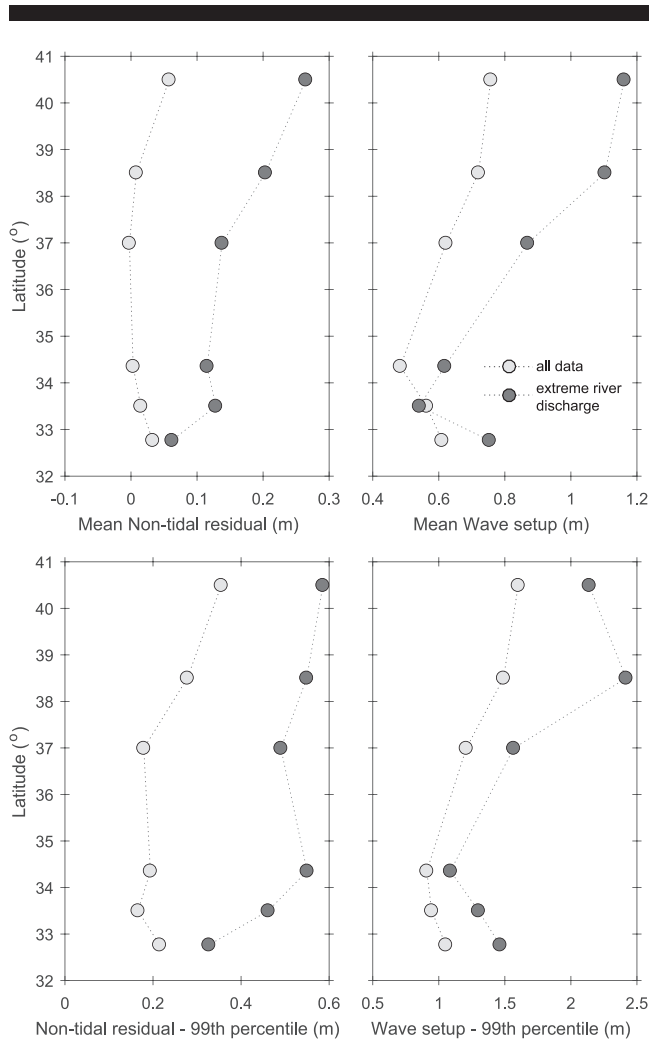 41
40
39
38
37
36
35
34
33
32
Latitude (o)
-0.1 0 0.1 0.2 0.3
Mean Non-tidal residual (m)
all data
extreme river
discharge
0.4 0.6 0.8 1 1.2
Mean Wave setup (m)
41
40
39
38
37
36
35
34
33
32
Latitude (o)
0 0.2 0.4 0.6
Non-tidal residual - 99th percentile (m)
0.5 1 1.5 2 2.5
Wave setup - 99th percentile (m)